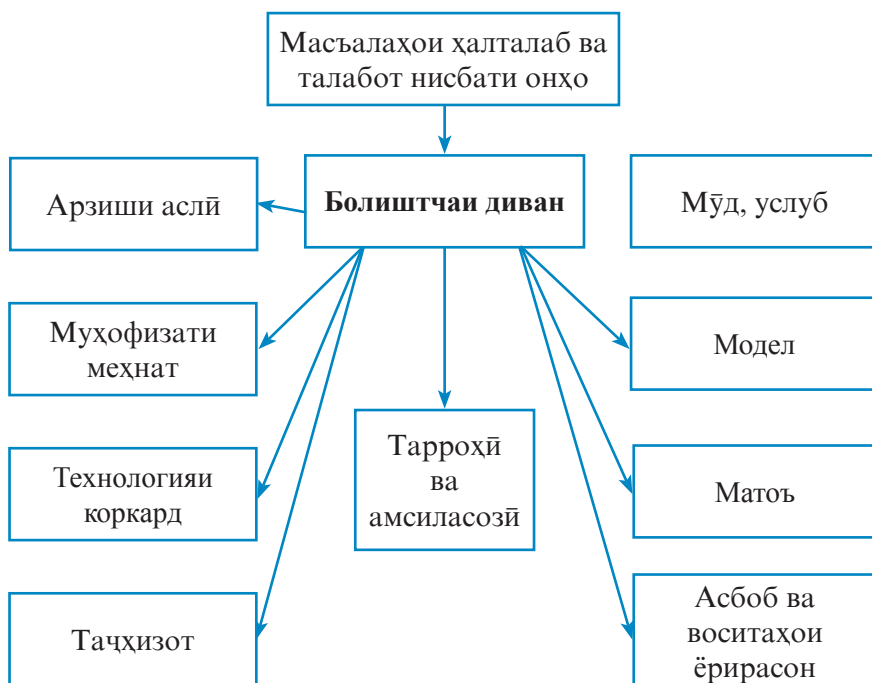 Масъалаҳои ҳалталаб ва
талабот нисбати онҳо
Арзиши аслӣ
Болиштчаи диван
Мӯд, услуб
Муҳофизати
меҳнат
Модел
Тарроҳӣ
ва
амсиласозӣ
Технологияи
коркард
Матоъ
Таҷҳизот
Асбоб ва
воситаҳои
ёрирасон